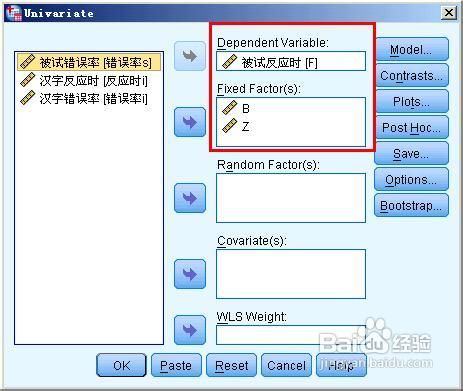 Univariate
被试错误率 [错误率s]
汉字反应时 [反应时i]
汉字错误率 [错误率i]
Dependent Variable:
被试反应时 [F]
Fixed Factor(s):
B
Z
Random Factor(s):
Covariate(s):
WLS Weight:
Model...
Contrasts...
Plots...
Post Hoc...
Save...
Options...
Bootstrap...
OK
Paste
Reset
Cancel
Help
Baidu 经验
jingyan.baidu.com